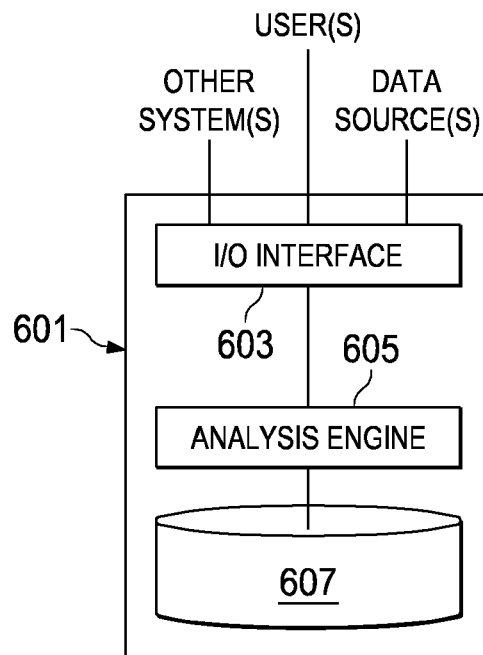 USER(S)
OTHER
SYSTEM(S)
DATA
SOURCE(S)
I/O INTERFACE
601
603
605
ANALYSIS ENGINE
607